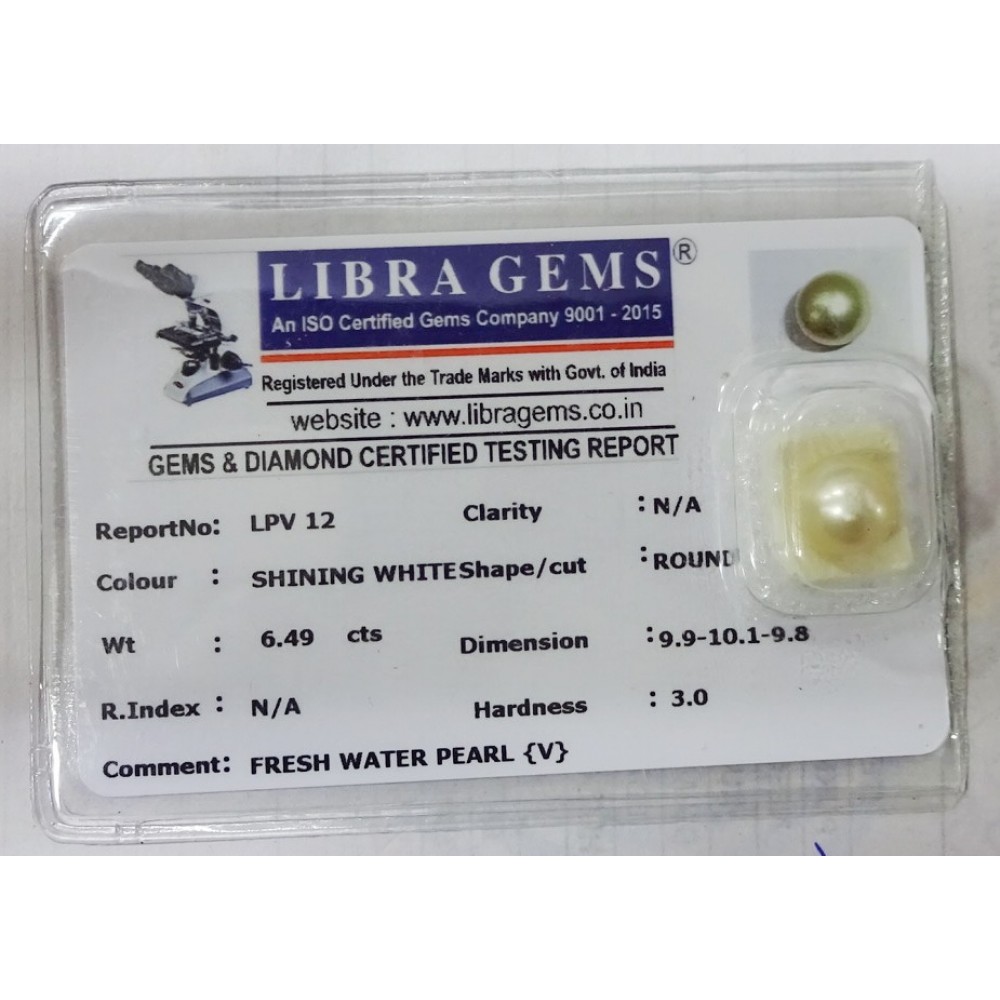 LIBRA GEMS ®
An ISO Certified Gems Company 9001 - 2015
Registered Under the Trade Marks with Govt. of India
website : www.libragems.co.in
GEMS & DIAMOND CERTIFIED TESTING REPORT
ReportNo: LPV 12 Clarity : N/A
Colour : SHINING WHITE Shape/cut : ROUND
Wt : 6.49 cts Dimension : 9.9-10.1-9.8
R.Index : N/A Hardness : 3.0
Comment: FRESH WATER PEARL {V}